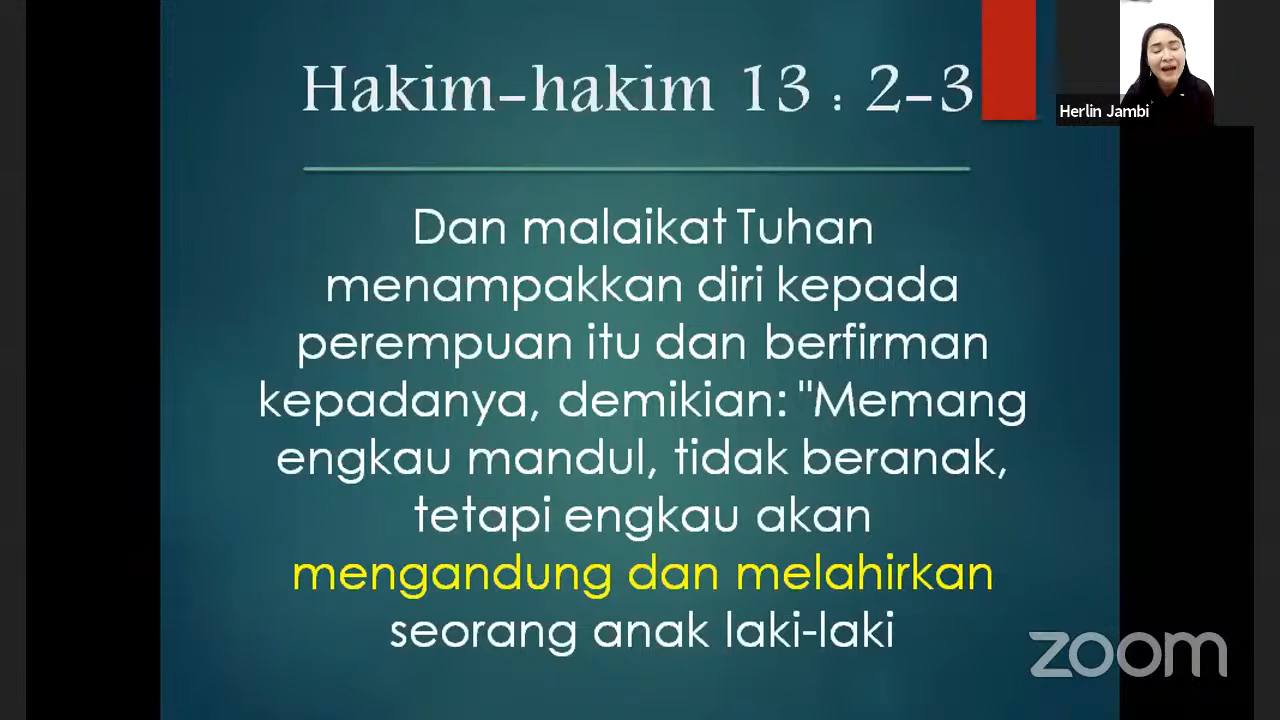 Hakim-hakim 13 : 2-3
Herlin Jambi
Dan malaikat Tuhan
menampakkan diri kepada
perempuan itu dan berfirman
kepadanya, demikian: "Memang
engkau mandul, tidak beranak,
tetapi engkau akan
mengandung dan melahirkan
seorang anak laki-laki
zoom